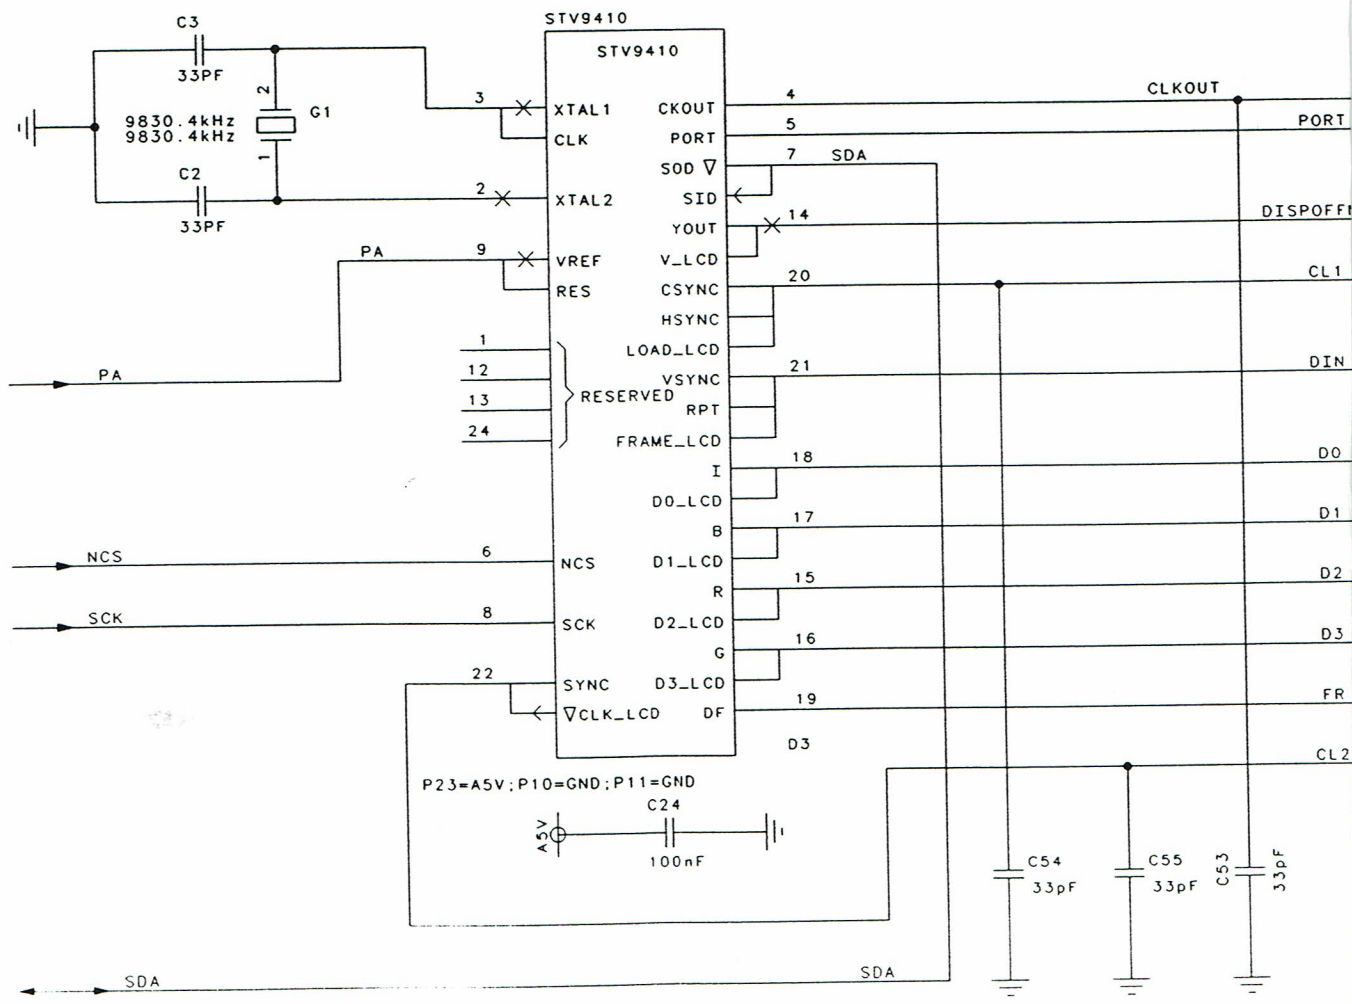 STV9410
C3
33PF
2
9830.4kHz
9830.4kHz
G1
1
C2
33PF
STV9410
3
XTAL1
CLK
2
XTAL2
PA
9
VREF
RES
PA
1
12
13
24
RESERVED
NCS
6
NCS
SCK
8
SCK
22
SYNC
CLK_LCD
CKOUT
4
CLKOUT
PORT
5
PORT
SOD
7
SDA
SID
YOUT
14
V_LCD
CSYNC
20
CL1
HSYNC
LOAD_LCD
VSYNC
21
DIN
RPT
FRAME_LCD
I
18
D0
D0_LCD
B
17
D1
D1_LCD
R
15
D2
D2_LCD
G
16
D3
D3_LCD
DF
19
FR
D3
CL2
P23=A5V;P10=GND;P11=GND
C24
A5V
100nF
C54
33pF
C55
33pF
C53
33pF
SDA
SDA